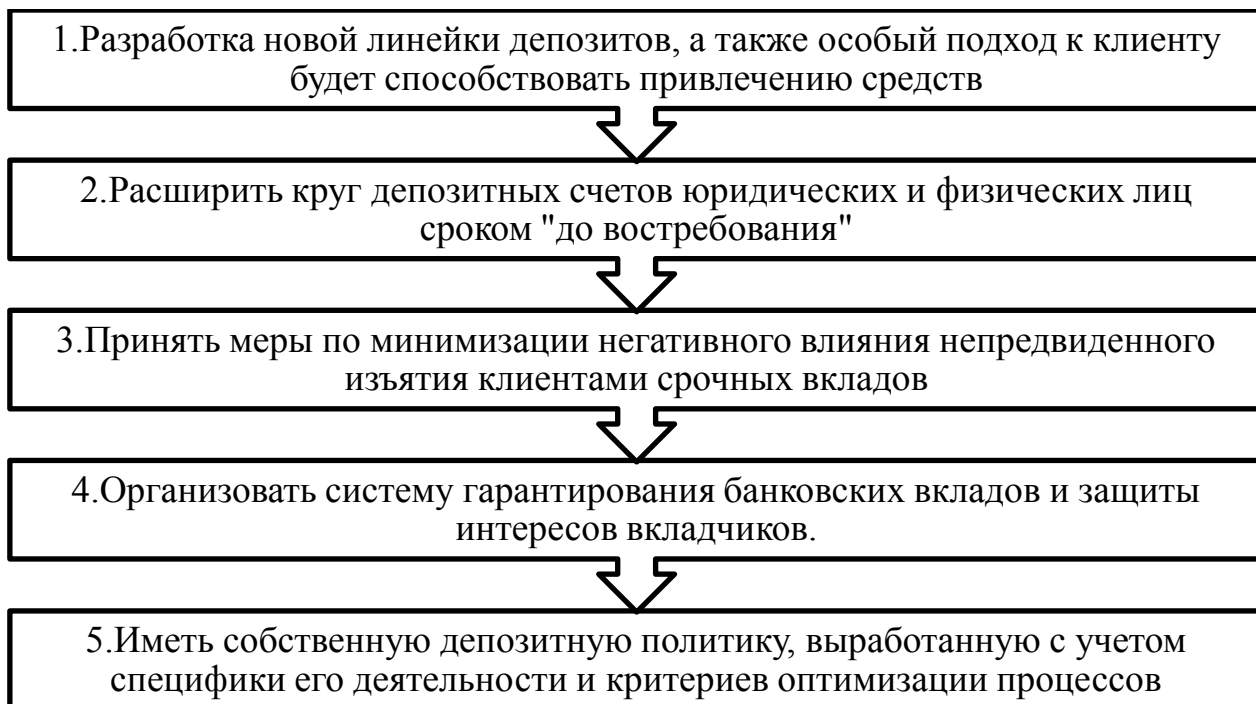 1.Разработка новой линейки депозитов, а также особый подход к клиенту
будет способствовать привлечению средств
2.Расширить круг депозитных счетов юридических и физических лиц
сроком "до востребования"
3.Принять меры по минимизации негативного влияния непредвиденного
изъятия клиентами срочных вкладов
4.Организовать систему гарантирования банковских вкладов и защиты
интересов вкладчиков.
5.Иметь собственную депозитную политику, выработанную с учетом
специфики его деятельности и критериев оптимизации процессов